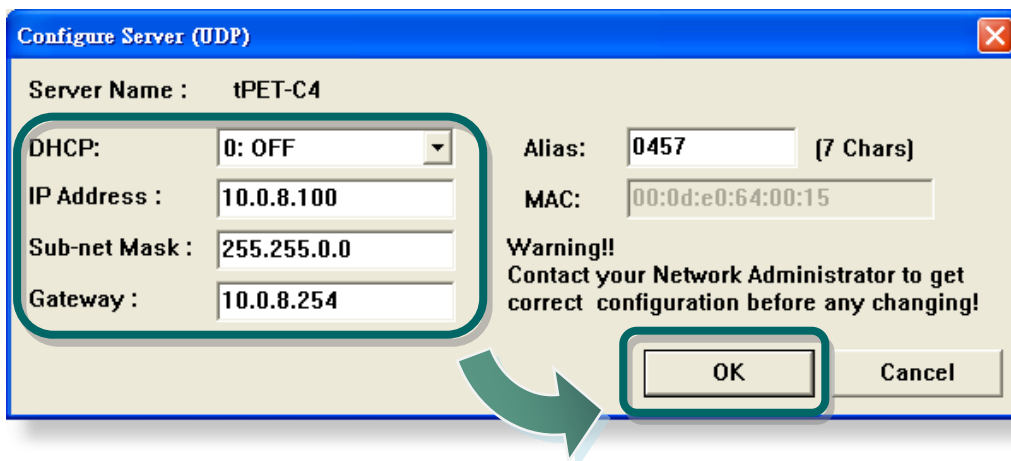 Configure Server (UDP)
Server Name : tPET-C4
DHCP: 0: OFF
IP Address : 10.0.8.100
Sub-net Mask : 255.255.0.0
Gateway : 10.0.8.254
Alias: 0457 (7 Chars)
MAC: 00:0d:e0:64:00:15
Warning!!
Contact your Network Administrator to get
correct configuration before any changing!
OK Cancel